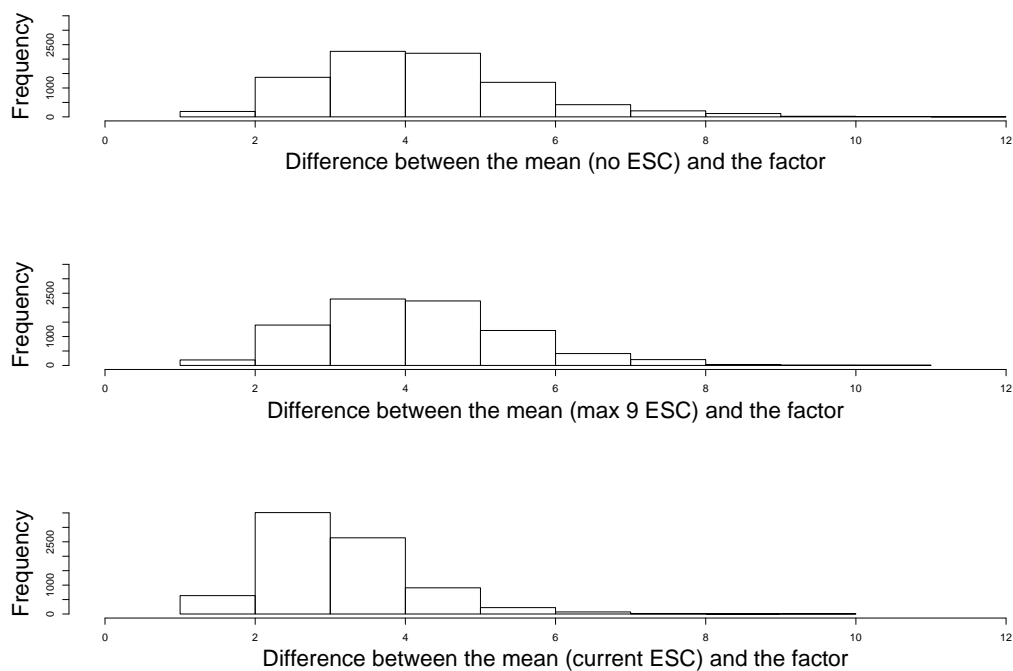 Frequency
2500
1000
0
0 2 4 6 8 10 12
Difference between the mean (no ESC) and the factor
Frequency
2500
1000
0
0 2 4 6 8 10 12
Difference between the mean (max 9 ESC) and the factor
Frequency
2500
1000
0
0 2 4 6 8 10 12
Difference between the mean (current ESC) and the factor